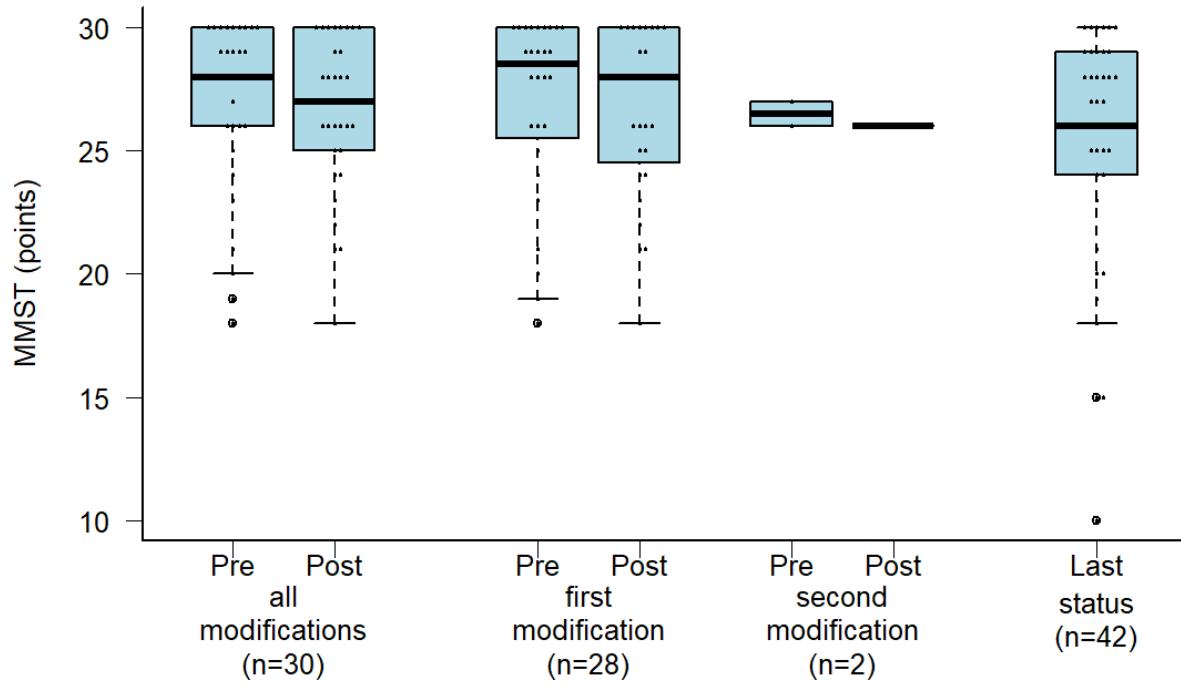 MMST (points)
30
25
20
15
10
Pre Post Pre Post Pre Post Last
all first second status
modifications modification modification (n=42)
(n=30) (n=28) (n=2)